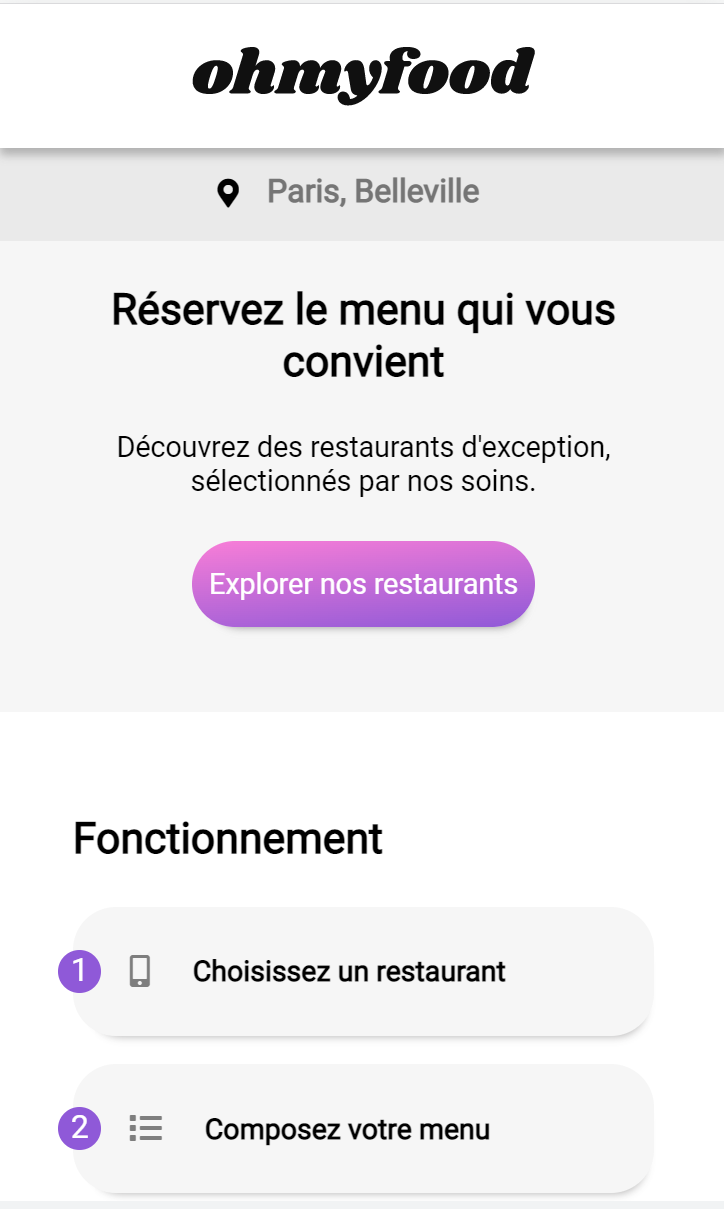 ohmyfood
Paris, Belleville
Réservez le menu qui vous
convient
Découvrez des restaurants d'exception,
sélectionnés par nos soins.
Explorer nos restaurants
Fonctionnement
1 Choisissez un restaurant
2 Composez votre menu